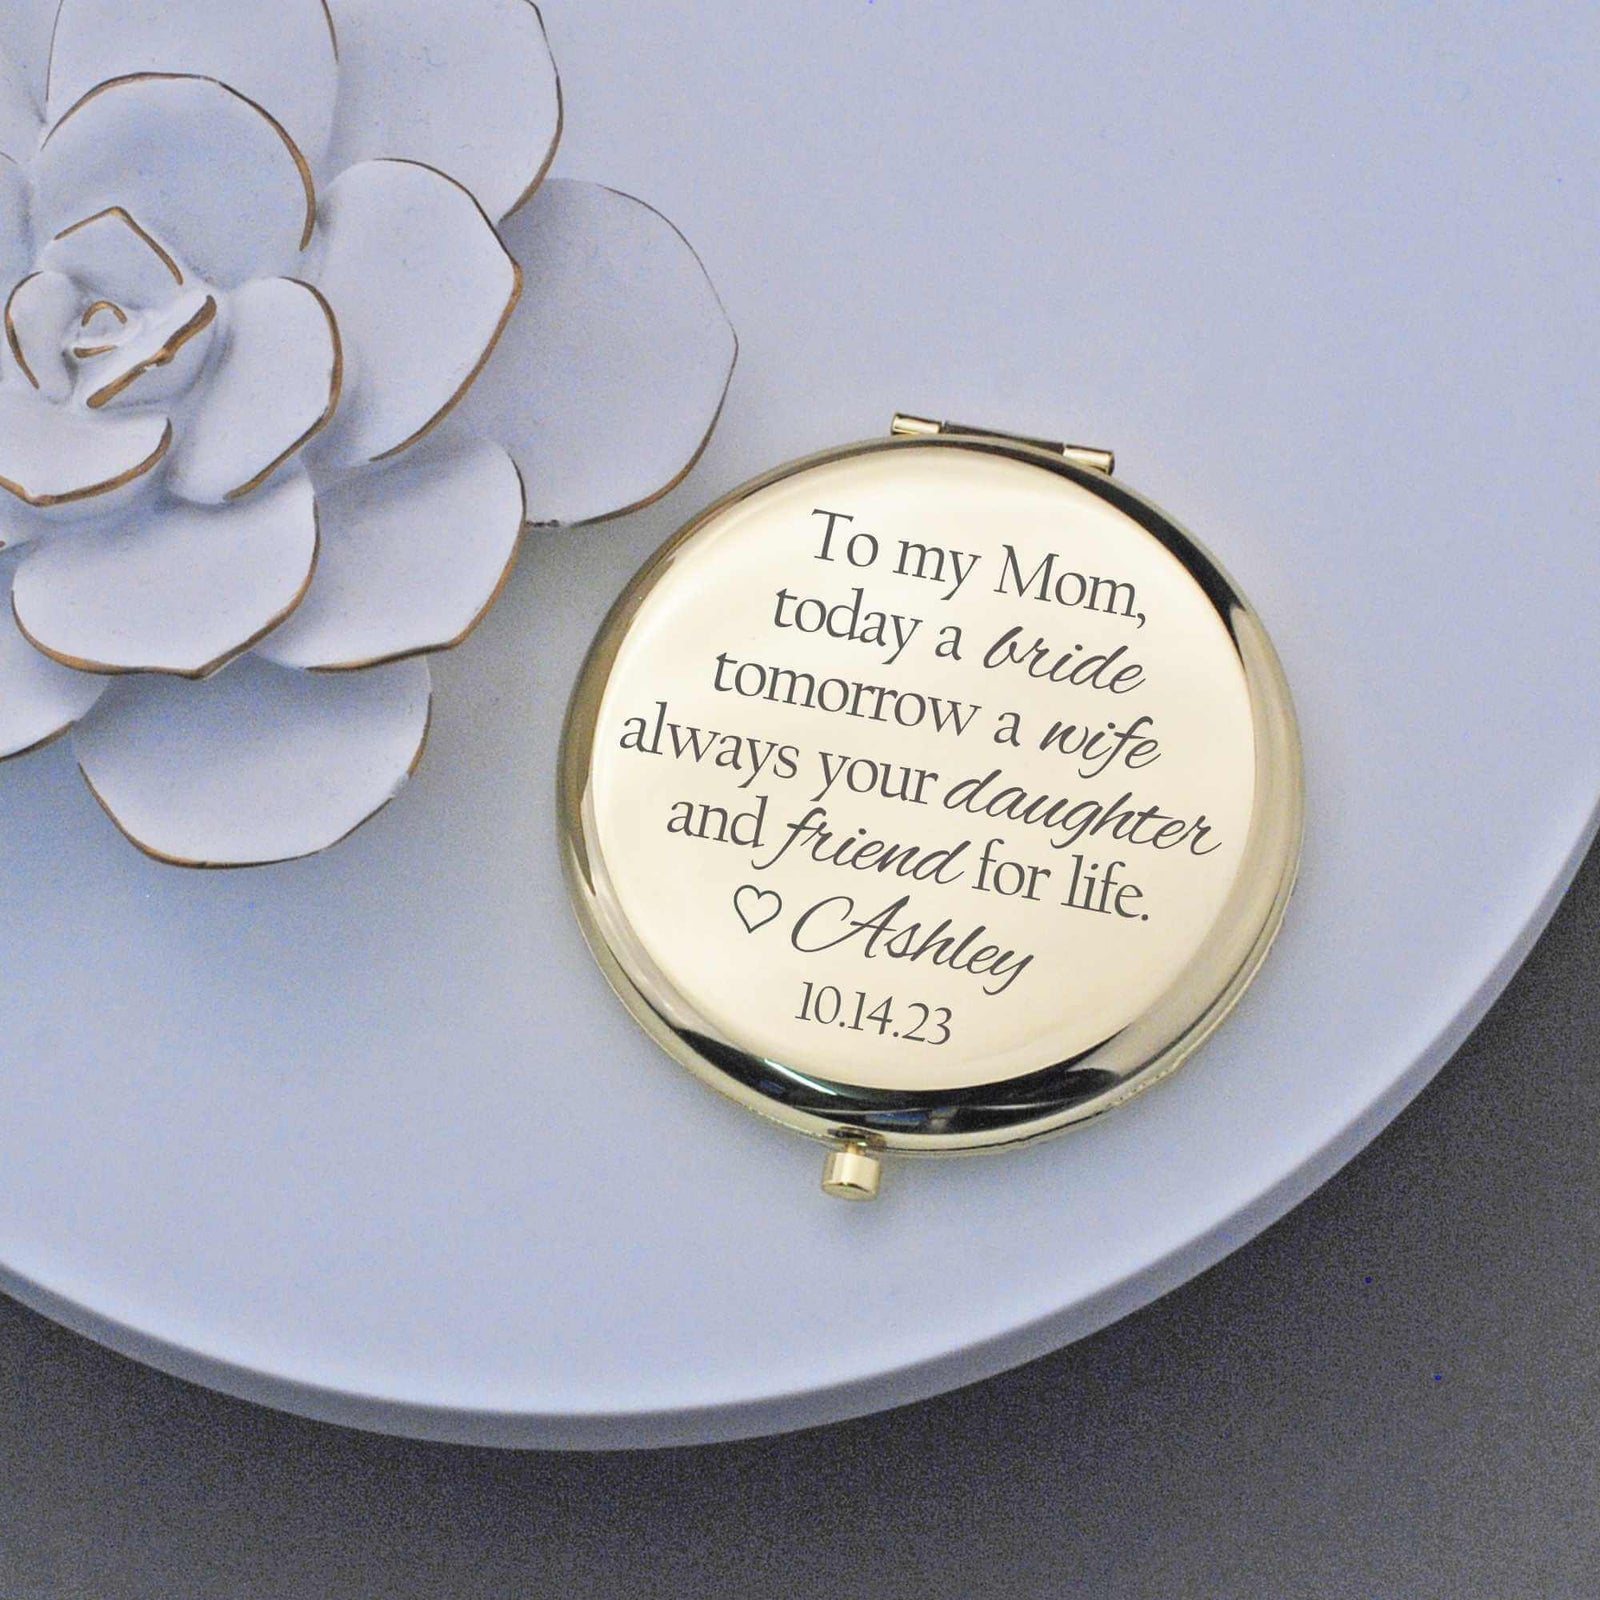 To my Mom,
today a bride
tomorrow a wife
always your daughter
and friend for life.
♡ Ashley
10.14.23